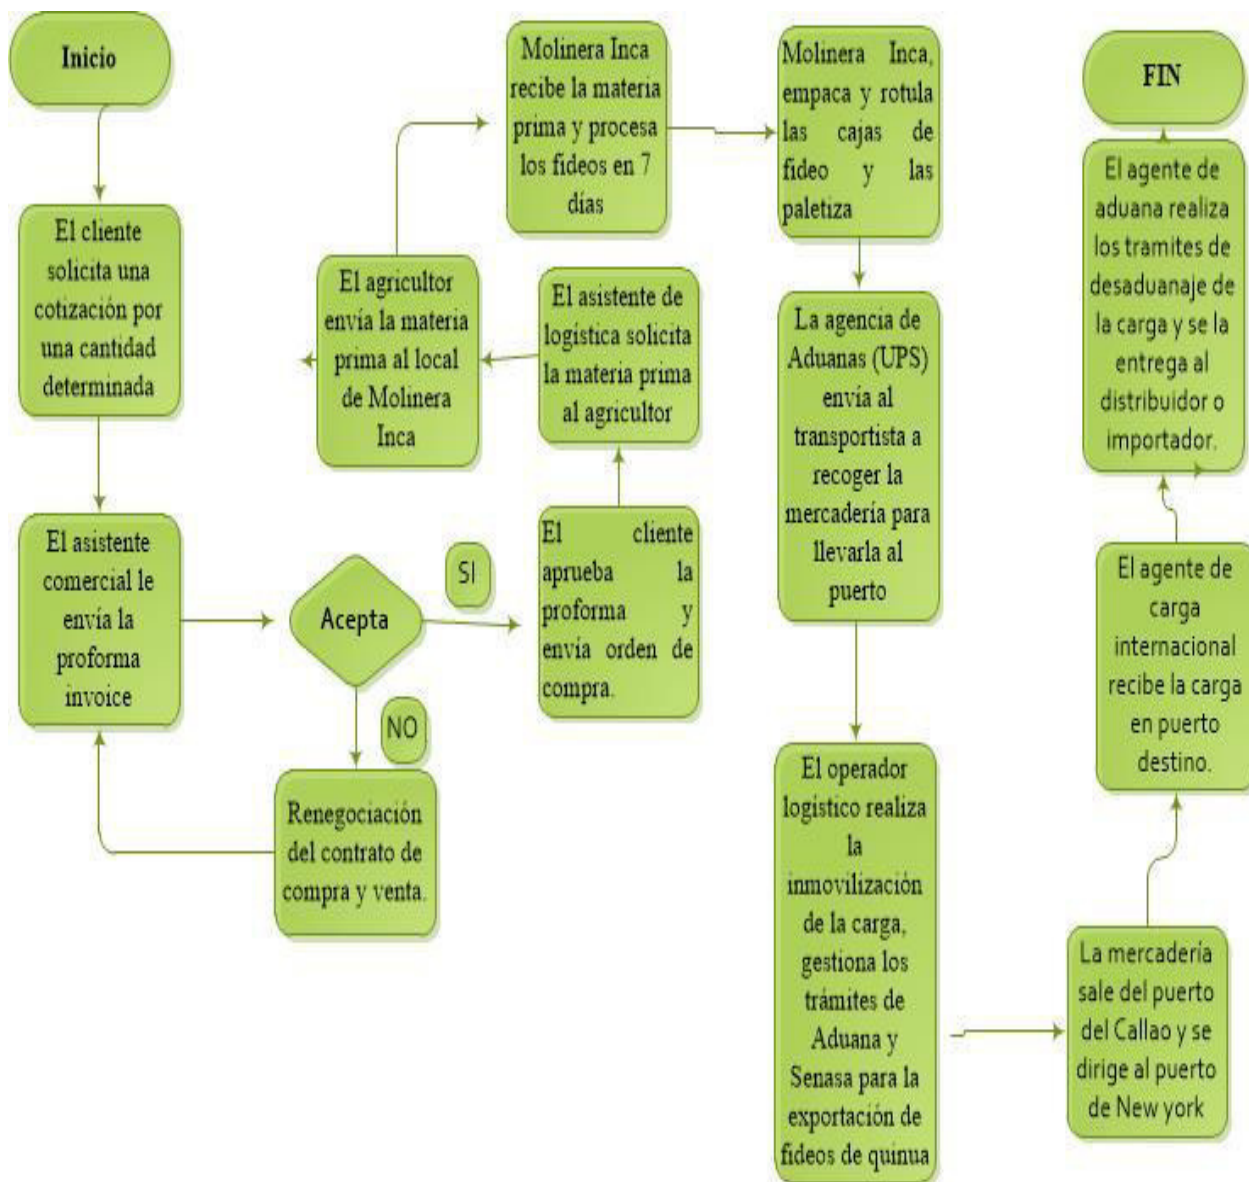 Inicio
El cliente
solicita una
cotización por
una cantidad
determinada
El asistente
comercial le
envía la
proforma
invoice
Acepta
SI
NO
Renegociación
del contrato de
compra y venta.
El cliente
aprueba la
proforma y
envía orden de
compra.
El asistente de
logística solicita
la materia prima
al agricultor
El agricultor
envía la materia
prima al local
de Molinera
Inca
Molinera Inca
recibe la materia
prima y procesa
los fideos en 7
días
Molinera Inca,
empaca y rotula
las cajas de
fideo y las
paletiza
La agencia de
Aduanas (UPS)
envía al
transportista a
recoger la
mercadería para
llevarla al
puerto
El operador
logístico realiza
la
inmovilización
de la carga,
gestiona los
trámites de
Aduana y
Senasa para la
exportación de
fideos de quinua
La mercadería
sale del puerto
del Callao y se
dirige al puerto
de New york
El agente de
carga
internacional
recibe la carga
en puerto
destino.
El agente de
aduana realiza
los tramites de
desaduanaje de
la carga y se la
entrega al
distribuidor o
importador.
FIN